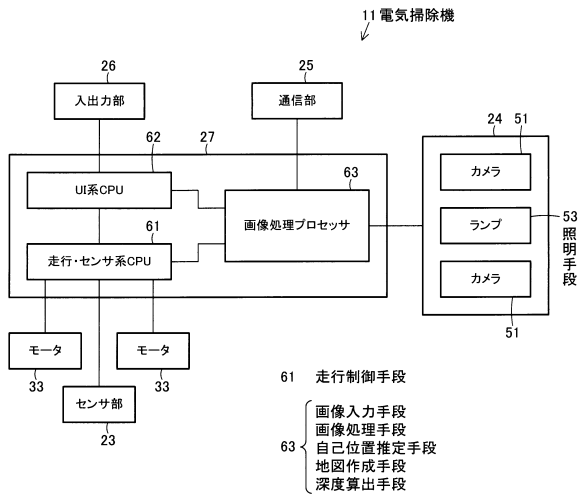 11 電気掃除機
26
入出力部
25
通信部
27
62
UI系CPU
63
画像処理プロセッサ
61
走行・センサ系CPU
24
51
カメラ
ランプ
53
照明手段
カメラ
51
モータ
33
モータ
33
センサ部
23
61 走行制御手段
63
画像入力手段
画像処理手段
自己位置推定手段
地図作成手段
深度算出手段